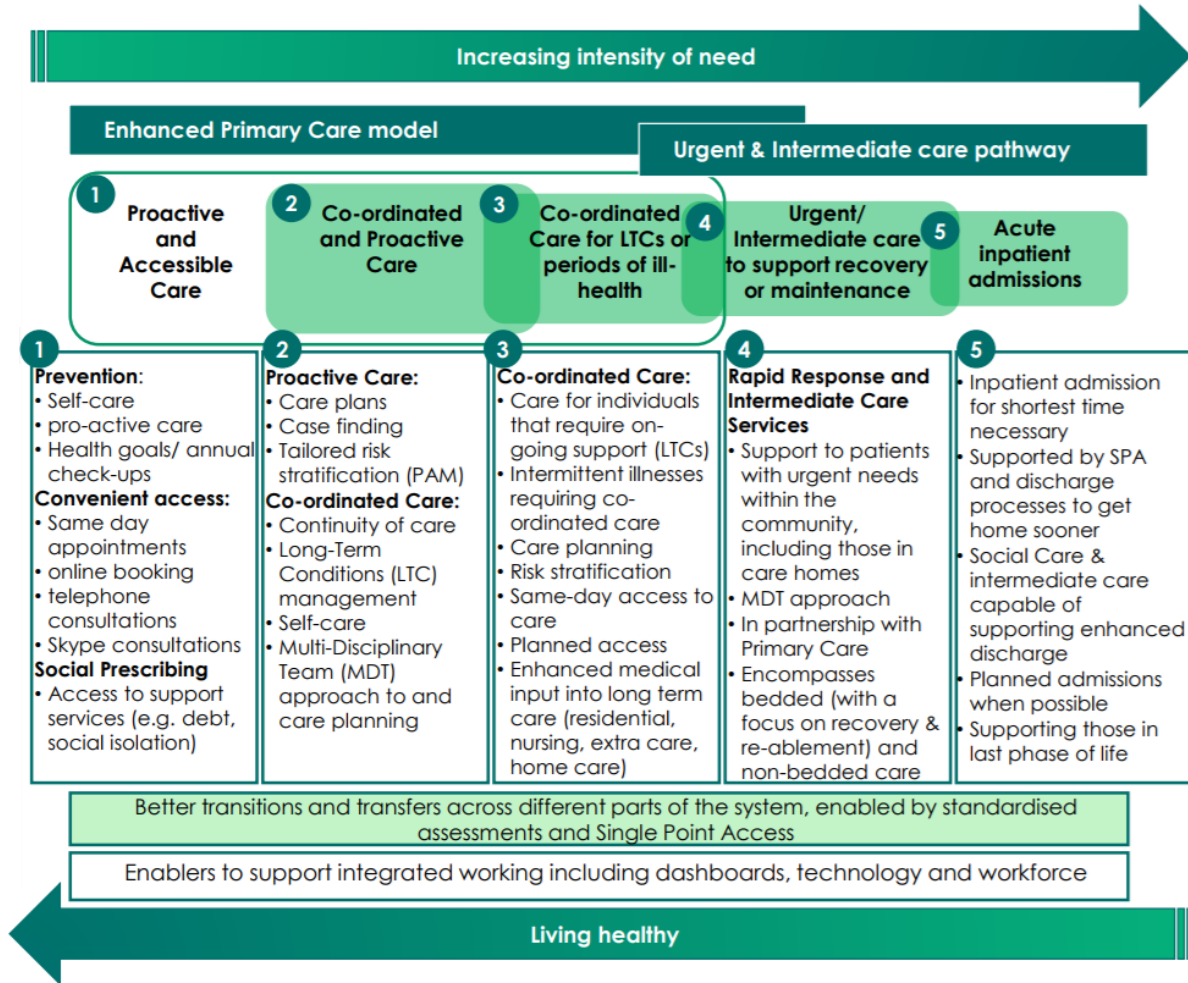 Increasing intensity of need
Enhanced Primary Care model
Urgent & Intermediate care pathway
1
Proactive
and
Accessible
Care
2
Co-ordinated
and Proactive
Care
3
Co-ordinated
Care for LTCs or
periods of ill-
health
4
Urgent/
Intermediate care
to support recovery
or maintenance
5
Acute
inpatient
admissions
1
Prevention:
• Self-care
• pro-active care
• Health goals/ annual
check-ups
Convenient access:
• Same day
appointments
• online booking
• telephone
consultations
• Skype consultations
Social Prescribing
• Access to support
services (e.g. debt,
social isolation)
2
Proactive Care:
• Care plans
• Case finding
• Tailored risk
stratification (PAM)
Co-ordinated Care:
• Continuity of care
• Long-Term
Conditions (LTC)
management
• Self-care
• Multi-Disciplinary
Team (MDT)
approach to and
care planning
3
Co-ordinated Care:
• Care for individuals
that require on-
going support (LTCs)
• Intermittent illnesses
requiring co-
ordinated care
• Care planning
• Risk stratification
• Same-day access to
care
• Planned access
• Enhanced medical
input into long term
care (residential,
nursing, extra care,
home care)
4
Rapid Response and
Intermediate Care
Services
• Support to patients
with urgent needs
within the
community,
including those in
care homes
• MDT approach
• In partnership with
Primary Care
• Encompasses
bedded (with a
focus on recovery &
re-ablement) and
non-bedded care
5
• Inpatient admission
for shortest time
necessary
• Supported by SPA
and discharge
processes to get
home sooner
• Social Care &
intermediate care
capable of
supporting enhanced
discharge
• Planned admissions
when possible
• Supporting those in
last phase of life
Better transitions and transfers across different parts of the system, enabled by standardised
assessments and Single Point Access
Enablers to support integrated working including dashboards, technology and workforce
Living healthy